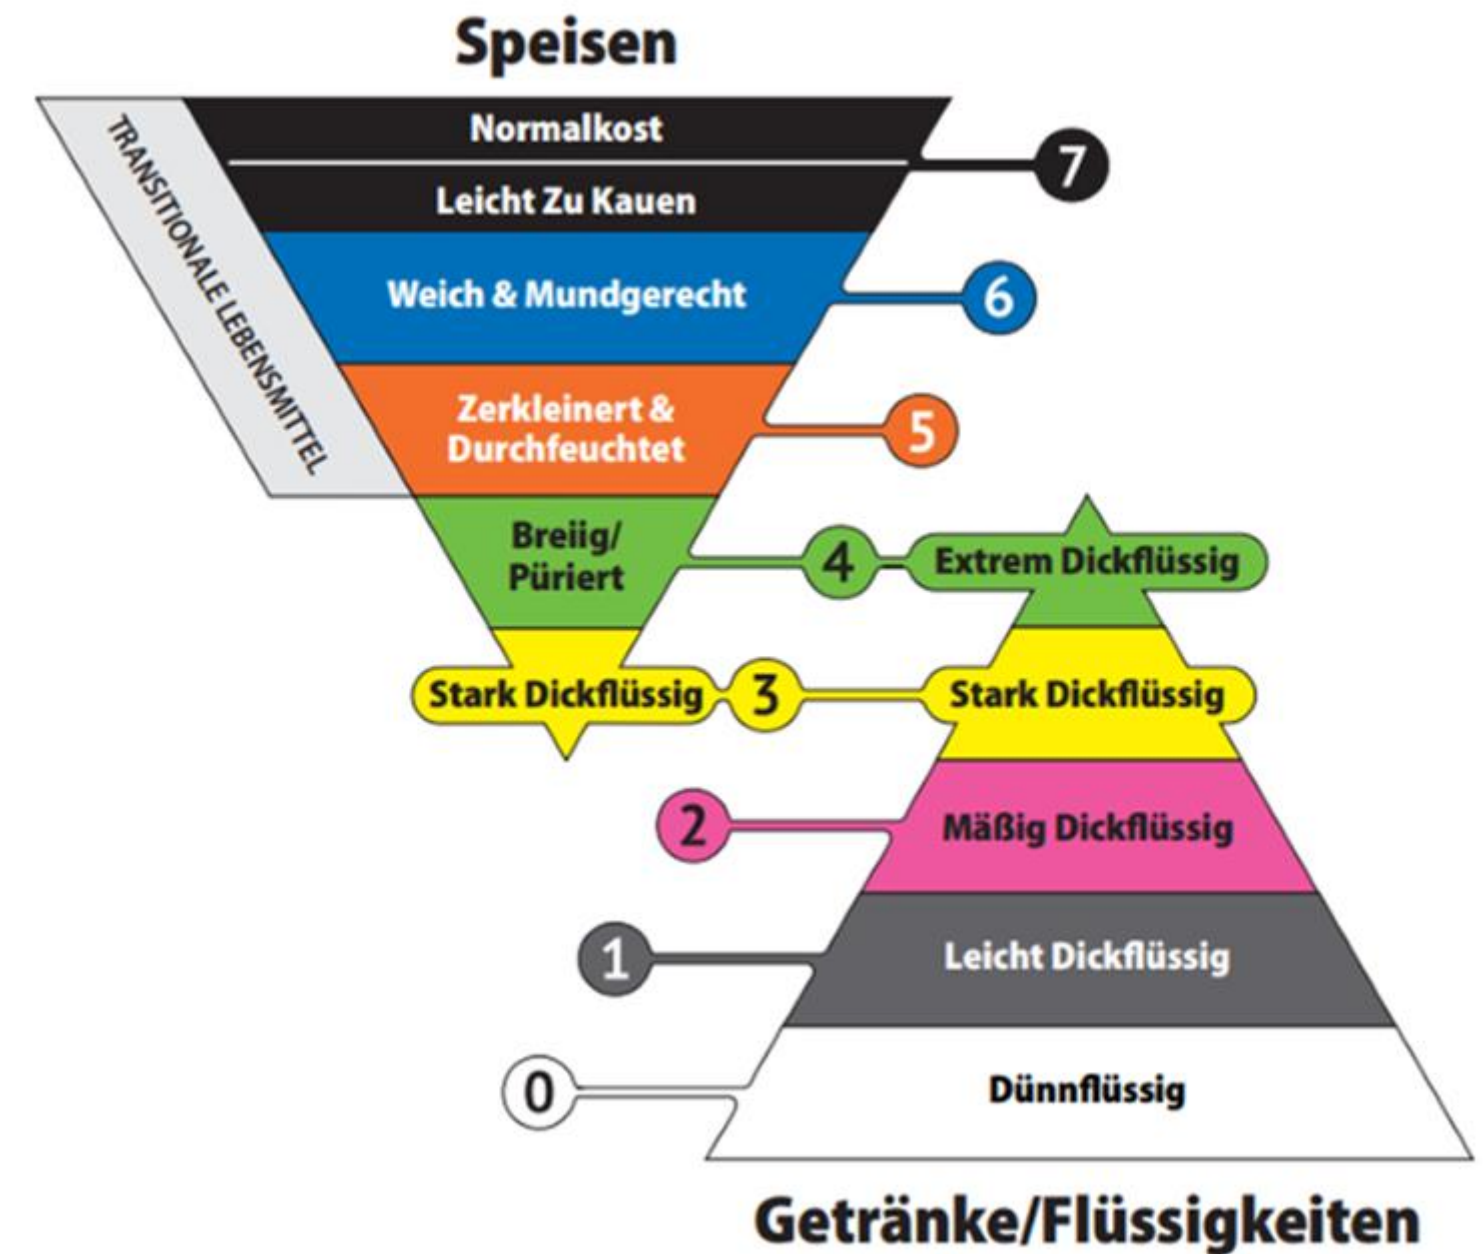 Speisen
TRANSITIONALE LEBENSMITTEL
Normalkost
7
Leicht Zu Kauen
Weich & Mundgerecht
6
Zerkleinert &
Durchfeuchtet
5
Breiig/
Püriert
4
Extrem Dickflüssig
Stark Dickflüssig
3
Stark Dickflüssig
2
Mäßig Dickflüssig
1
Leicht Dickflüssig
0
Dünnflüssig
Getränke/Flüssigkeiten